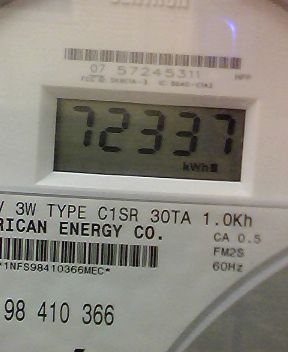 07 57245311
72337
kWh
V 3W TYPE C1SR 30TA 1.0Kh
RICAN ENERGY CO.
CA 0.5
FM2S
60Hz
*1NFS98410366MEC*
98 410 366